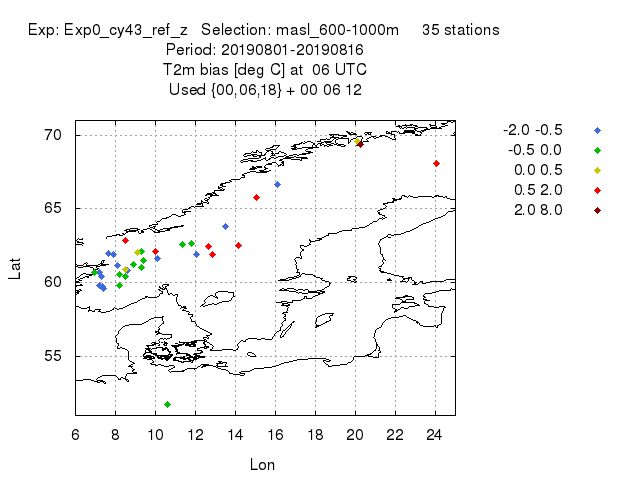 Exp: Exp0_cy43_ref_z   Selection: masl_600-1000m     35 stations
Period: 20190801-20190816
T2m bias [deg C] at  06 UTC
Used {00,06,18} + 00 06 12
-2.0 -0.5
-0.5 0.0
0.0 0.5
0.5 2.0
2.0 8.0
70
65
60
55
Lat
6 8 10 12 14 16 18 20 22 24
Lon